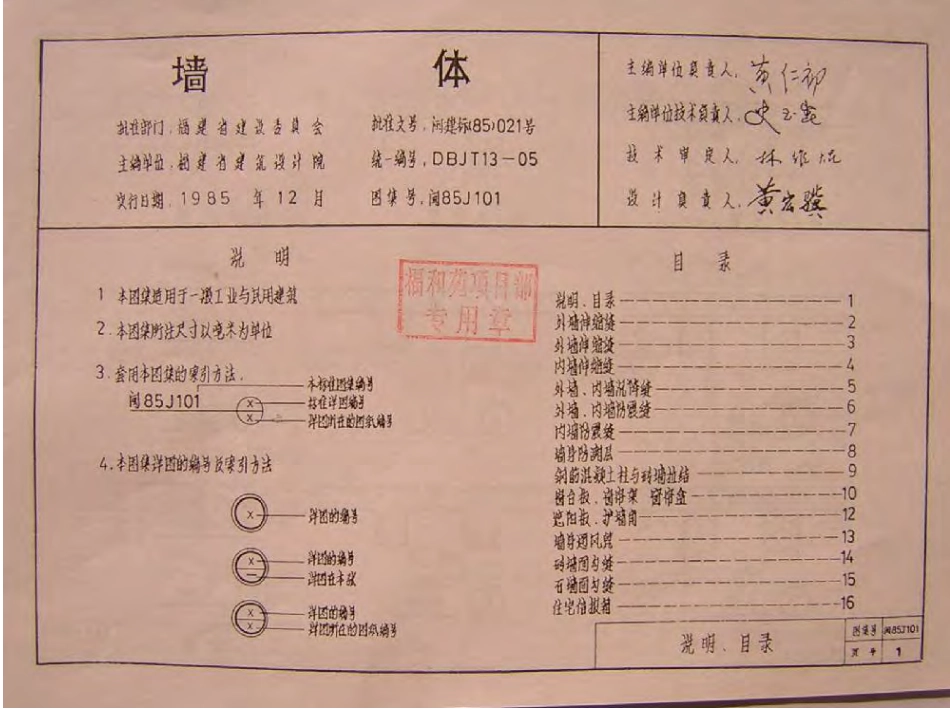 墙 体
批准部门. 福建省建设委员会
主编单位. 福建省建筑设计院
实行日期. 1985 年 12 月
批准文号. 闽建标(85)021号
统一编号. DBJT13-05
图集号. 闽85J101
主编单位负责人. 黄仁初
主编单位技术负责人.
技术审定人. 林
设计负责人. 黄宏骥
说 明
1 本图集适用于一般工业与民用建筑
2. 本图集所注尺寸以毫米为单位
3. 套用本图集的索引方法.
闽85J101
本标准图集编号
x
标准详图编号
x
详图所在的图纸编号
4. 本图集详图的编号及索引方法
x
详图的编号
x
详图的编号
详图在本张
x
详图的编号
x
详图所在的图纸编号
福和苑项目部
专用章
目 录
说明. 目录 1
外墙伸缩缝 2
外墙伸缩缝 3
内墙伸缩缝 4
外墙. 内墙沉降缝 5
外墙. 内墙防震缝 6
内墙防震缝 7
墙身防潮层 8
钢筋混凝土柱与砖墙拉结 9
窗台板. 窗帘架 窗帘盒 10
遮阳板. 护墙角 12
墙身通风 13
砖墙面勾缝 14
石墙面勾缝 15
住宅信报箱 16
说明. 目录
图集号 闽85J101
页 号 1